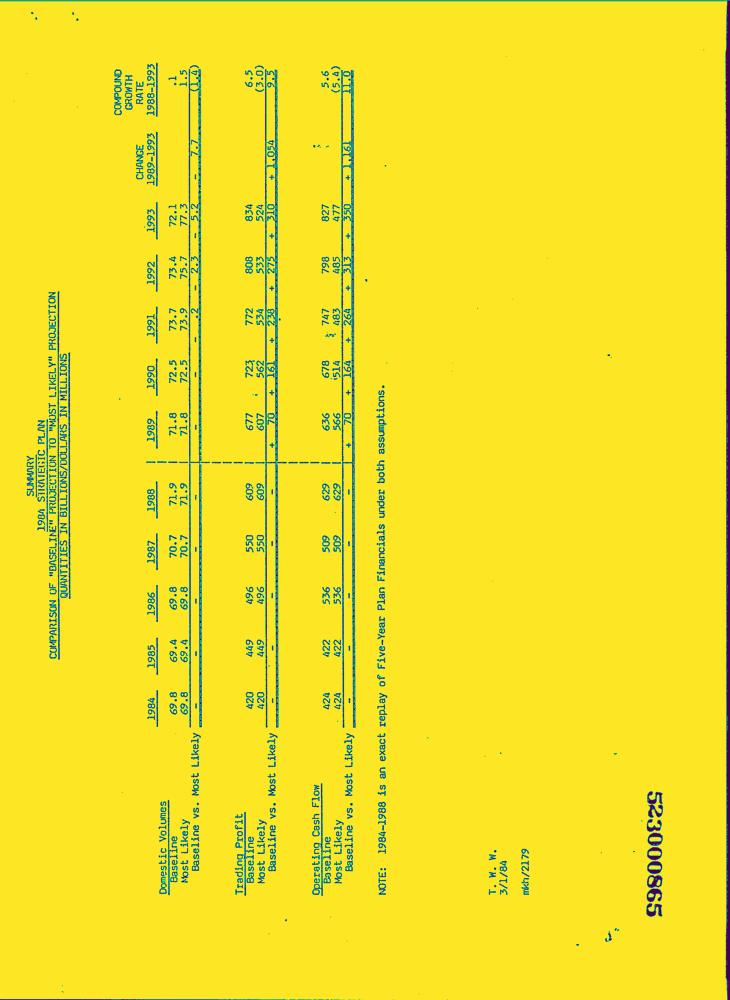 SUMMARY
1984 STRATEGIC PLAN
COMPARISON OF "BASELINE" PROJECTION TO "MOST LIKELY" PROJECTION
QUANTITIES IN BILLIONS/DOLLARS IN MILLIONS
COMPOUND
GROWTH
CHANGE RATE
1984 1985 1986 1987 1988 1989 1990 1991 1992 1993 1989-1993 1988-1993
Domestic Volumes
Baseline 69.8 69.4 69.8 70.7 71.9 71.8 72.5 73.7 73.4 72.1 .1
Most Likely 69.8 69.4 69.8 70.7 71.9 71.8 72.5 73.9 75.7 77.3 1.5
Baseline vs. Most Likely - - - - - - - - .2 - 2.3 - 5.2 - 7.7 (1.4)
Trading Profit
Baseline 420 449 496 550 609 677 723 772 808 834 6.5
Most Likely 420 449 496 550 609 607 562 534 533 524 (3.0)
Baseline vs. Most Likely - - - - - + 70 + 161 + 238 + 275 + 310 + 1,054 9.5
Operating Cash Flow
Baseline 424 422 536 509 629 636 678 747 798 827 5.6
Most Likely 424 422 536 509 629 566 514 483 485 477 (5.4)
Baseline vs. Most Likely - - - - - + 70 + 164 + 264 + 313 + 350 + 1,161 11.0
NOTE: 1984-1988 is an exact replay of Five-Year Plan Financials under both assumptions.
T. W. W.
3/1/84
mkh/2179
523000865